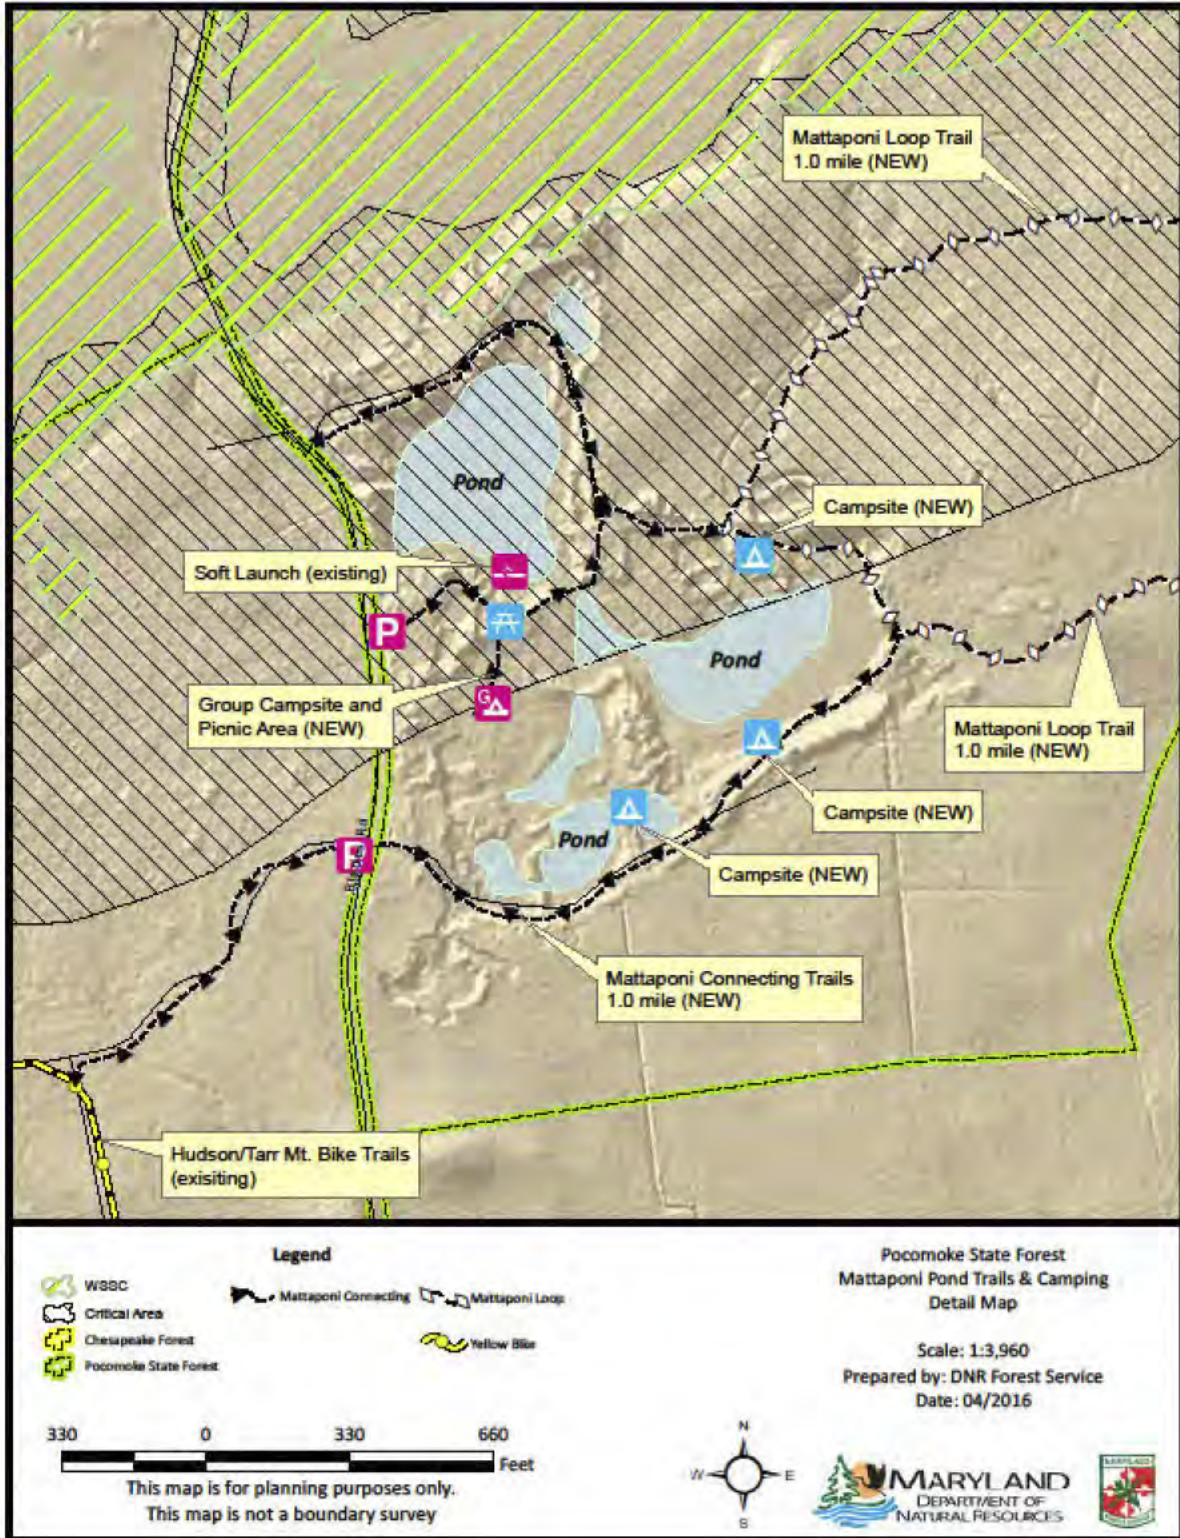 Mattaponi Loop Trail
1.0 mile (NEW)
Pond
Campsite (NEW)
Soft Launch (existing)
P
Pond
G
Group Campsite and
Picnic Area (NEW)
Mattaponi Loop Trail
1.0 mile (NEW)
Campsite (NEW)
Pond
P
Campsite (NEW)
Mattaponi Connecting Trails
1.0 mile (NEW)
Hudson/Tarr Mt. Bike Trails
(exisiting)
Legend
WSSC
Critical Area
Chesapeake Forest
Pocomoke State Forest
Mattaponi Connecting
Mattaponi Loop
Yellow Bike
Pocomoke State Forest
Mattaponi Pond Trails & Camping
Detail Map
Scale: 1:3,960
Prepared by: DNR Forest Service
Date: 04/2016
330 0 330 660
Feet
This map is for planning purposes only.
This map is not a boundary survey
N
W E
S
MARYLAND
DEPARTMENT OF
NATURAL RESOURCES
MARYLAND